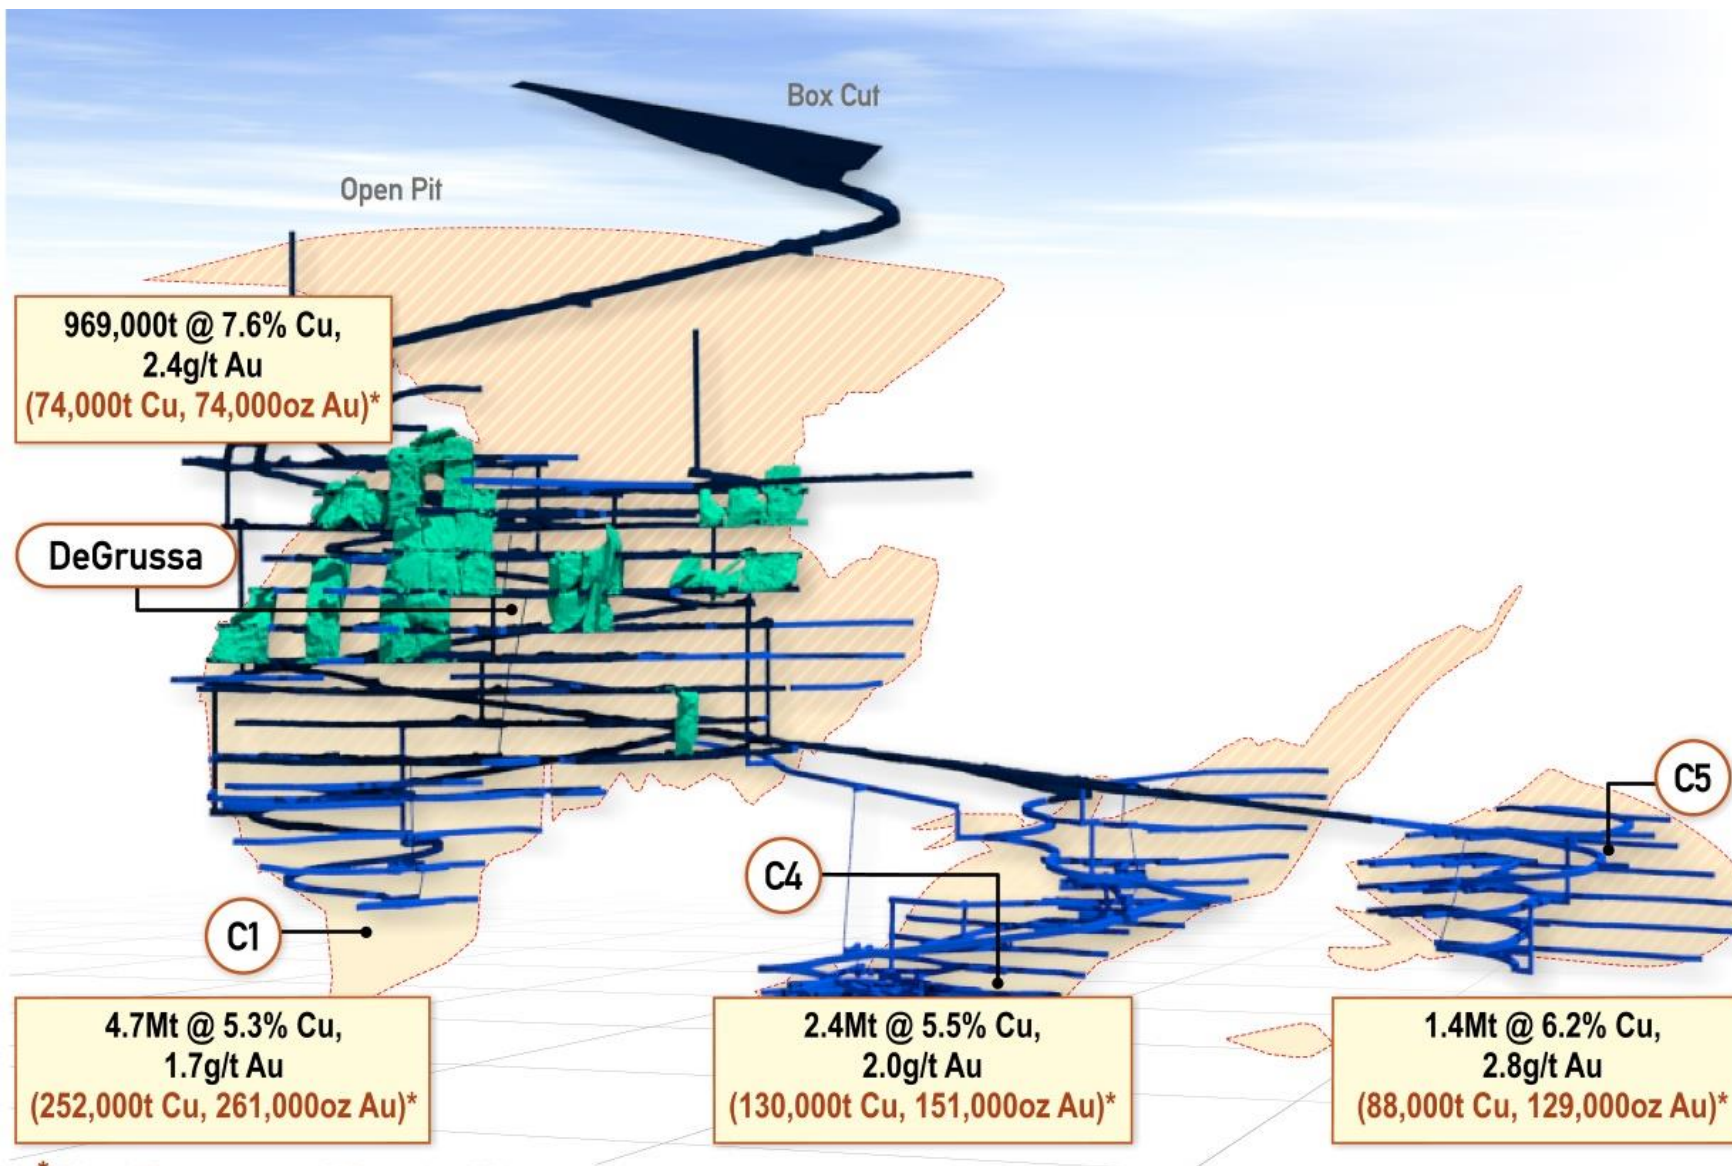 Box Cut
Open Pit
969,000t @ 7.6% Cu,
2.4g/t Au
(74,000t Cu, 74,000oz Au)*
DeGrussa
C5
C4
C1
4.7Mt @ 5.3% Cu,
1.7g/t Au
(252,000t Cu, 261,000oz Au)*
2.4Mt @ 5.5% Cu,
2.0g/t Au
(130,000t Cu, 151,000oz Au)*
1.4Mt @ 6.2% Cu,
2.8g/t Au
(88,000t Cu, 129,000oz Au)*
*